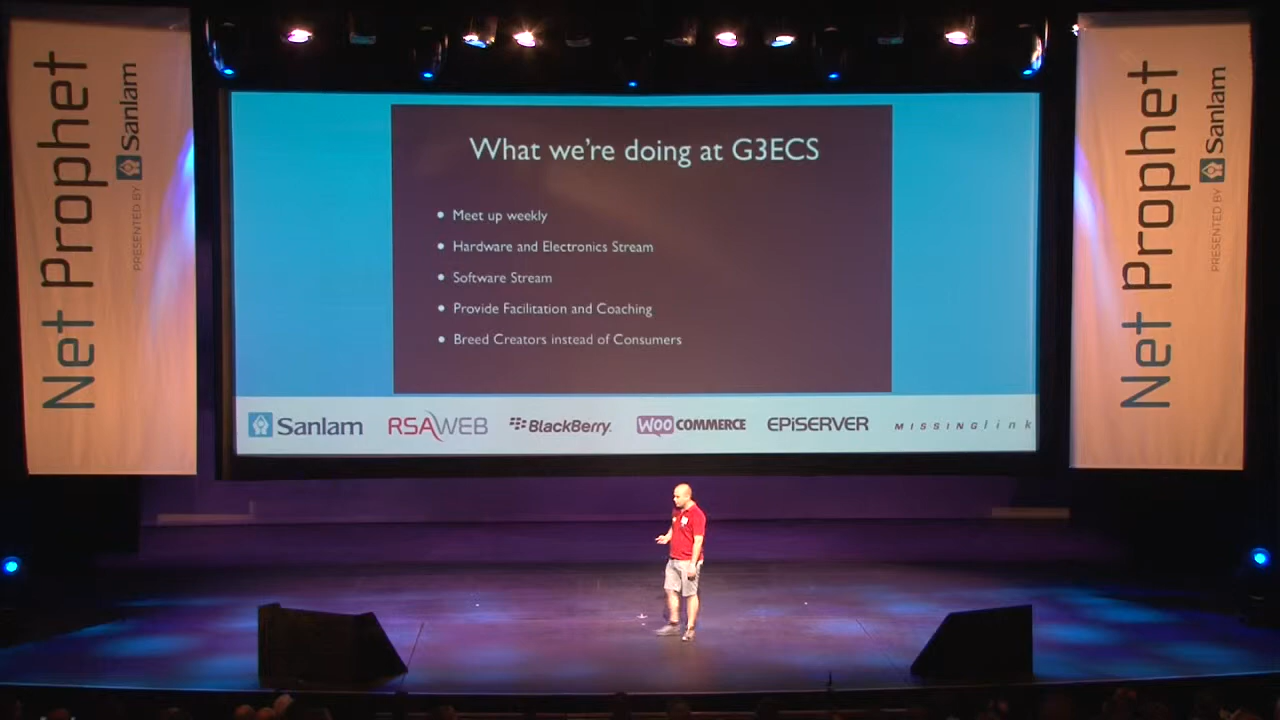 Net Prophet
PRESENTED BY Sanlam
What we're doing at G3ECS
• Meet up weekly
• Hardware and Electronics Stream
• Software Stream
• Provide Facilitation and Coaching
• Breed Creators instead of Consumers
Sanlam RSAWEB BlackBerry. WOO COMMERCE EPiSERVER MISSINGlink
Net Prophet
PRESENTED BY Sanlam